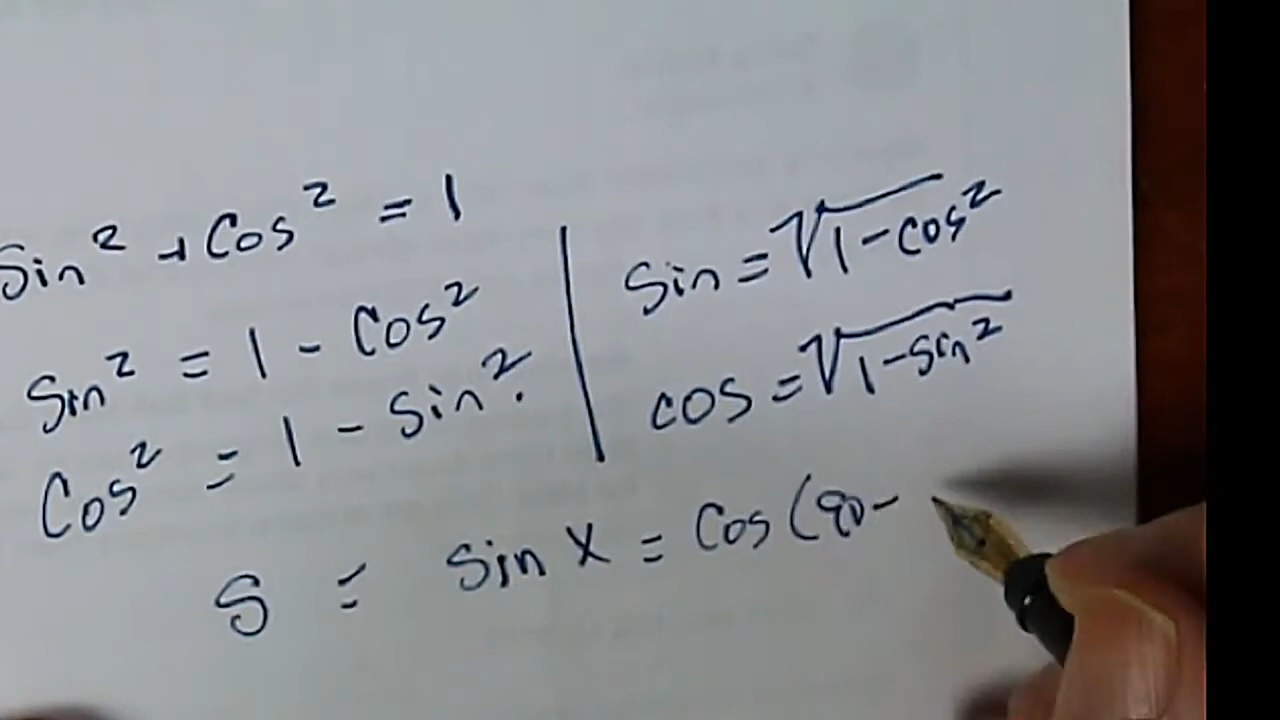 Sin² + Cos² = 1
Sin² = 1 - Cos²
Cos² = 1 - Sin².
Sin = √1-cos²
cos = √1-Sin²
S = Sin X = Cos (90-